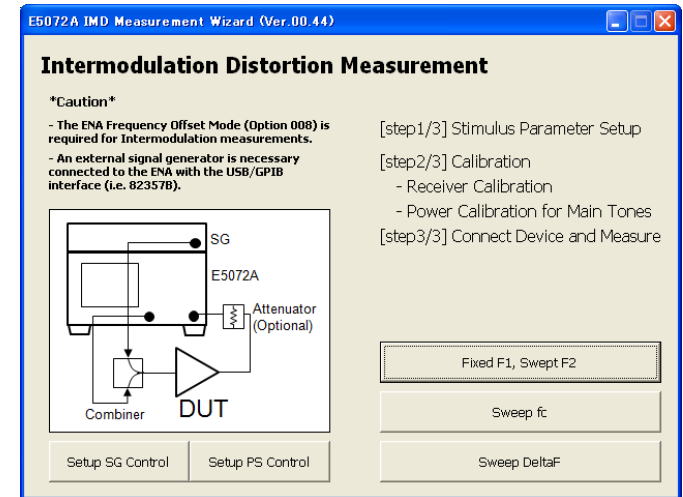 E5072A IMD Measurement Wizard (Ver.00.44)
Intermodulation Distortion Measurement
*Caution*
- The ENA Frequency Offset Mode (Option 008) is
required for Intermodulation measurements.
- An external signal generator is necessary
connected to the ENA with the USB/GPIB
interface (i.e. 82357B).
SG
E5072A
Attenuator
(Optional)
Combiner
DUT
Setup SG Control
Setup PS Control
[step1/3] Stimulus Parameter Setup
[step2/3] Calibration
- Receiver Calibration
- Power Calibration for Main Tones
[step3/3] Connect Device and Measure
Fixed F1, Swept F2
Sweep fc
Sweep DeltaF